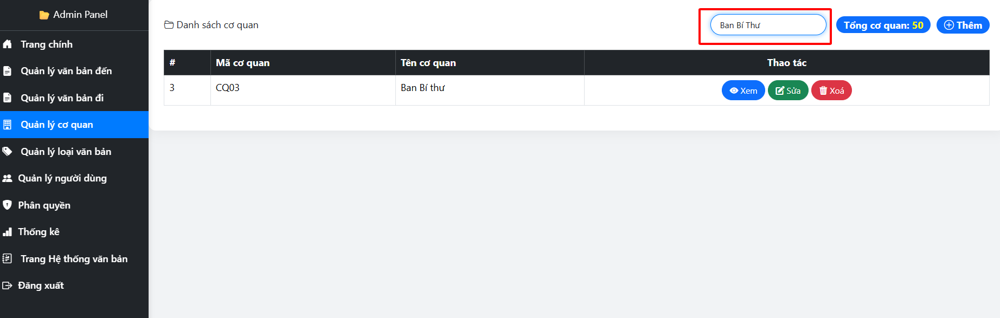 Admin Panel
Trang chính
Quản lý văn bản đến
Quản lý văn bản đi
Quản lý cơ quan
Quản lý loại văn bản
Quản lý người dùng
Phân quyền
Thống kê
Trang Hệ thống văn bản
Đăng xuất
Danh sách cơ quan
Ban Bí Thư
Tổng cơ quan: 50
Thêm
# Mã cơ quan Tên cơ quan Thao tác
3 CQ03 Ban Bí thư Xem Sửa Xoá